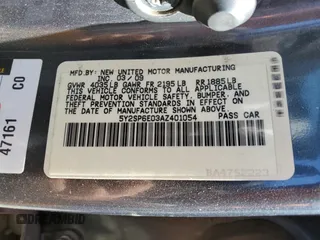 MFD. BY: NEW UNITED MOTOR MANUFACTURING
INC. 03/09
GVWR 4035LB GAWR FR 2195LB RR1885LB
THIS VEHICLE CONFORMS TO ALL APPLICABLE
FEDERAL MOTOR VEHICLE SAFETY, BUMPER, AND
THEFT PREVENTION STANDARDS IN EFFECT ON
THE DATE OF MANUFACTURE SHOWN ABOVE.
5Y2SP6E03AZ401054 PASS CAR
47161 C0